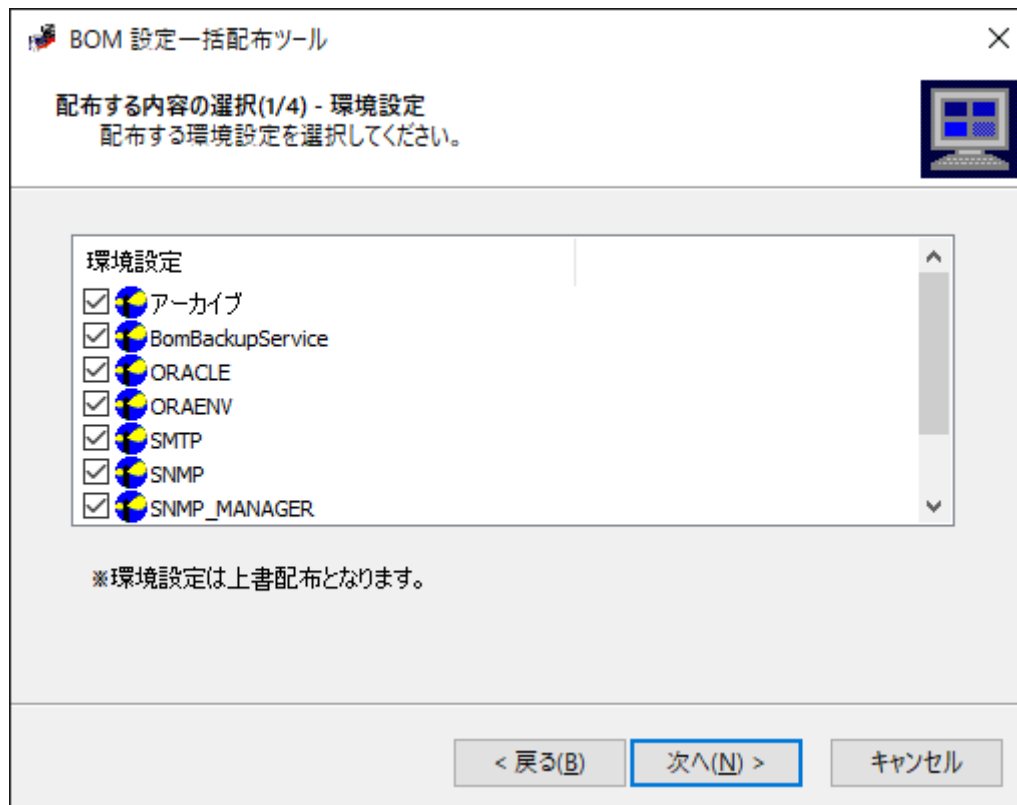 BOM 設定一括配布ツール
配布する内容の選択(1/4) - 環境設定
配布する環境設定を選択してください。
環境設定
アーカイブ
BomBackupService
ORACLE
ORAENV
SMTP
SNMP
SNMP_MANAGER
※環境設定は上書配布となります。
< 戻る(B) 次へ(N) > キャンセル